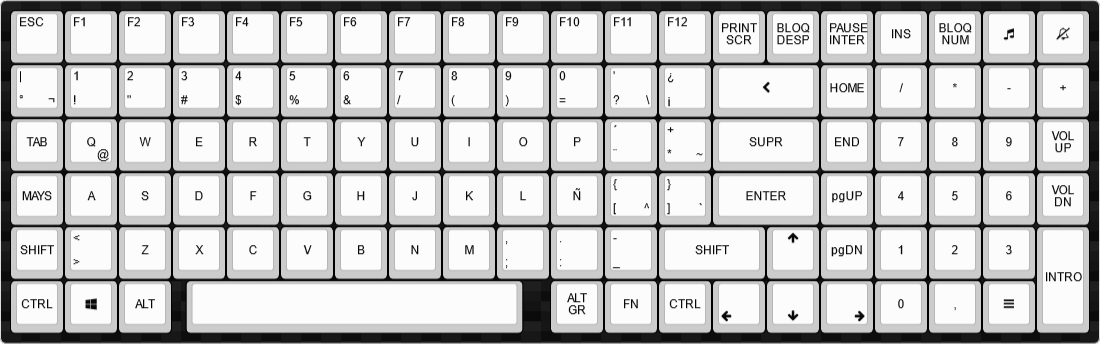 ESC F1 F2 F3 F4 F5 F6 F7 F8 F9 F10 F11 F12 PRINT SCR BLOQ DESP PAUSE INTER INS BLOQ NUM
| ° ¬ 1 ! 2 " 3 # 4 $ 5 % 6 & 7 / 8 ( 9 ) 0 = ' ? \ ¿ ¡ HOME / * - +
TAB Q @ W E R T Y U I O P ´ ¨ + * ~ SUPR END 7 8 9 VOL UP
MAYS A S D F G H J K L Ñ { [ ^ } ] ` ENTER pgUP 4 5 6 VOL DN
SHIFT < > Z X C V B N M , ; . : - _ SHIFT pgDN 1 2 3 INTRO
CTRL ALT ALT GR FN CTRL 0 ,